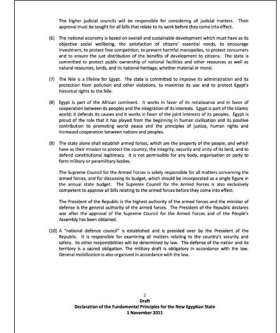 The higher judicial councils will be responsible for considering all judicial matters. Their
approval must be sought for all bills that relate to its work before they come into effect.
(6) The national economy is based on overall and sustainable development which must have as its
objective social wellbeing, the satisfaction of citizens' essential needs, to encourage
investment, to protect free competition, to prevent harmful monopolies, to protect consumers
and to ensure the just distribution of the benefits of development to citizens. The state is
committed to protect public ownership of national facilities and other resources as well as
natural resources, lands, and its national heritage, whether material or moral.
(7) The Nile is a lifeline for Egypt. The state is committed to improve its administration and its
protection from pollution and other violations, to maximise its use and to protect Egypt's
historical rights to the Nile.
(8) Egypt is part of the African continent. It works in favor of its renaissance and in favor of
cooperation between its peoples and the integration of its interests. Egypt is part of the Islamic
world; it defends its causes and it works in favor of the joint interests of its peoples. Egypt is
proud of the role that it has played from the beginning in human civilisation and its positive
contribution to promoting world peace and the principles of justice, human rights and
increased cooperation between nations and peoples.
(9) The state alone shall establish armed forces, which are the property of the people, and which
have as their mission to protect the country, the integrity, security and unity of its land, and to
defend constitutional legitimacy. It is not permissible for any body, organisation or party to
form military or paramilitary bodies.
The Supreme Council for the Armed Forces is solely responsible for all matters concerning the
armed forces, and for discussing its budget, which should be incorporated as a single figure in
the annual state budget. The Supreme Council for the Armed Forces is also exclusively
competent to approve all bills relating to the armed forces before they come into effect.
The President of the Republic is the highest authority of the armed forces and the minister of
defense is the general authority of the armed forces. The President of the Republic declares
war after the approval of the Supreme Council for the Armed Forces and of the People's
Assembly has been obtained.
(10) A "national defence council" is established and is presided over by the President of the
Republic. It is responsible for examining all matters relating to the country's security and
safety. Its other responsibilities will be determined by law. The defense of the nation and its
territory is a sacred obligation. The military draft is obligatory in accordance with the law.
General mobilization is also organized in accordance with the law.
2
Draft
Declaration of the Fundamental Principles for the New Egyptian State
1 November 2011